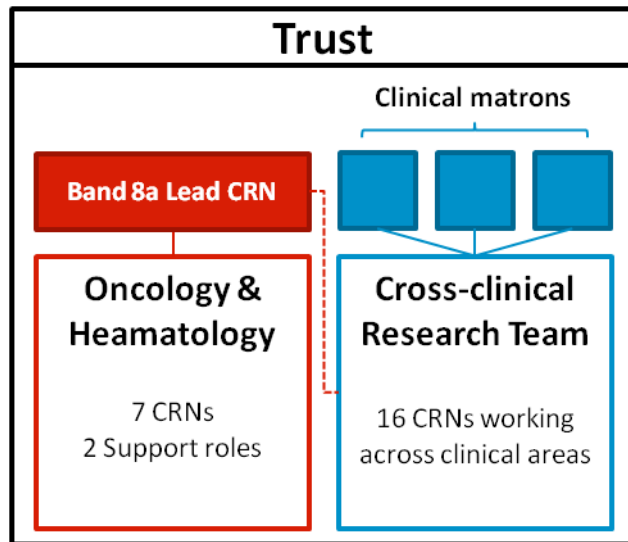 Trust
Clinical matrons
Band 8a Lead CRN
Oncology &
Heamatology
7 CRNs
2 Support roles
Cross-clinical
Research Team
16 CRNs working
across clinical areas